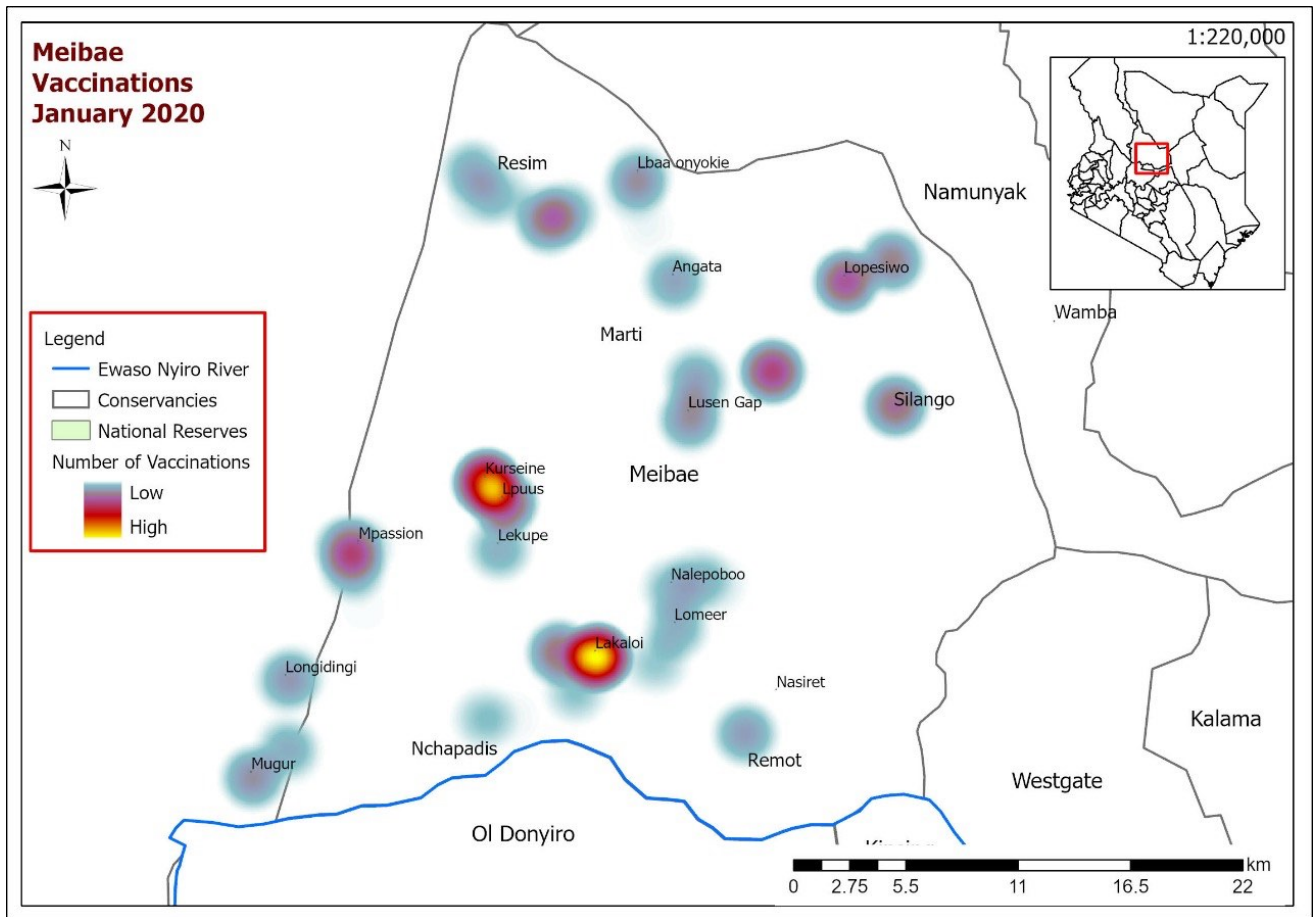 Meibae
Vaccinations
January 2020
1:220,000
N
Resim
Lbaa onyokie
Namunyak
Angata
Lopesiwo
Wamba
Marti
Legend
Ewaso Nyiro River
Conservancies
National Reserves
Number of Vaccinations
Low
High
Lusen Gap
Silango
Kurseine
Lpuus
Meibae
Mpassion
Lekupe
Nalepoboo
Lomeer
Lakaloi
Longidingi
Nasiret
Kalama
Nchapadis
Mugur
Remot
Westgate
Ol Donyiro
km
0 2.75 5.5 11 16.5 22